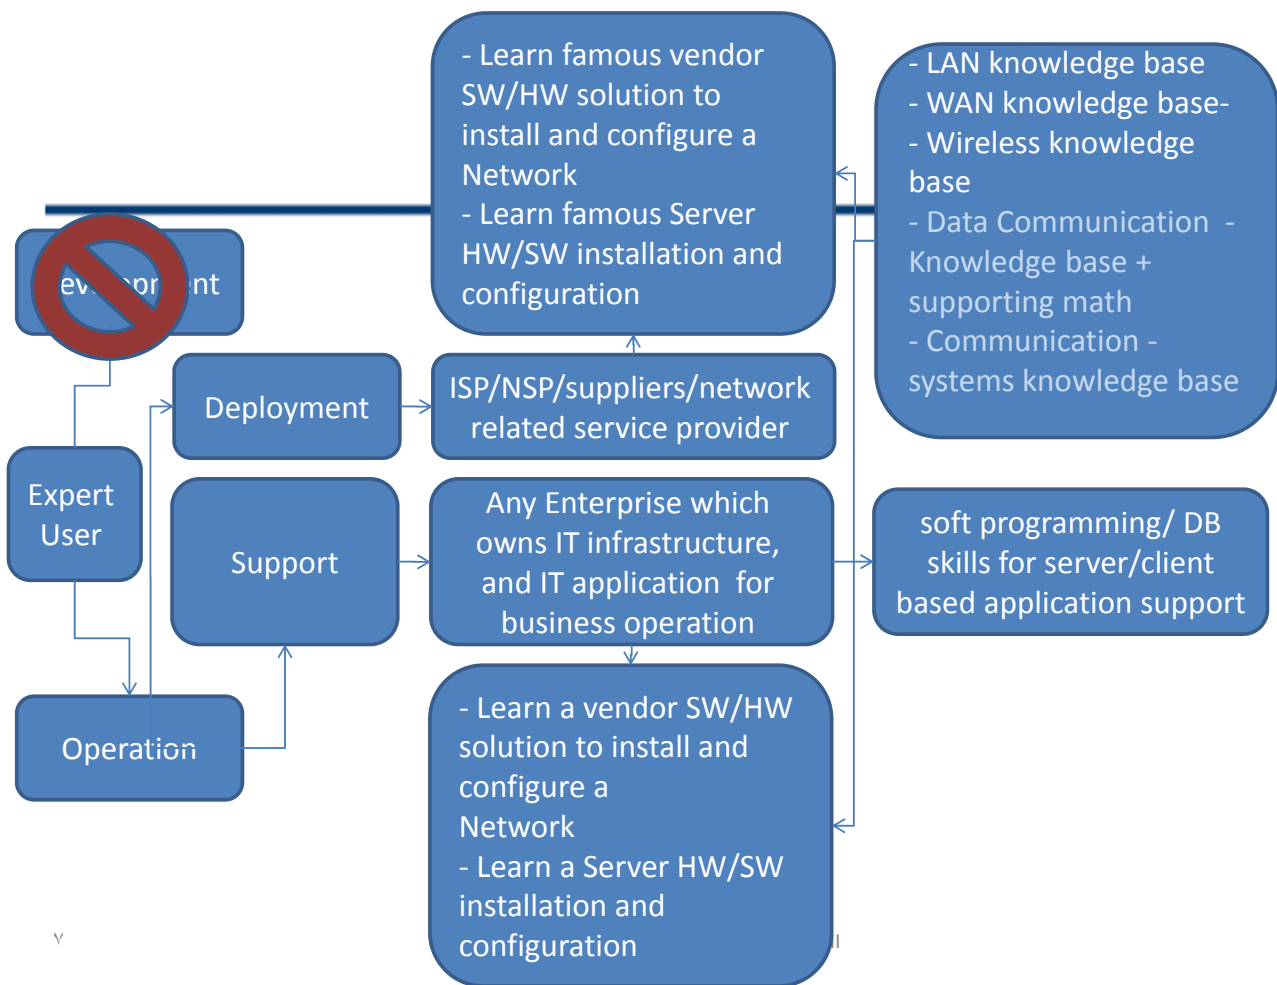 - Learn famous vendor
SW/HW solution to
install and configure a
Network
- Learn famous Server
HW/SW installation and
configuration
- LAN knowledge base
- WAN knowledge base-
- Wireless knowledge
base
- Data Communication -
Knowledge base +
supporting math
- Communication -
systems knowledge base
Deployment
ISP/NSP/suppliers/network
related service provider
Expert
User
Support
Any Enterprise which
owns IT infrastructure,
and IT application for
business operation
soft programming/ DB
skills for server/client
based application support
Operation
- Learn a vendor SW/HW
solution to install and
configure a
Network
- Learn a Server HW/SW
installation and
configuration
٧